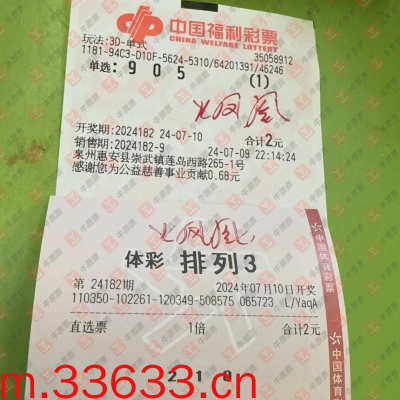 中国福利彩票
CHINA WELFARE LOTTERY
玩法:3D-单式
35058912
1181-94C3-D10F-5624-5310/64201391/46246
单选: 905 (1)
火凤凰
开奖期:2024182 24-07-10 合计2元
销售期:2024182-9 24-07-09 22:14:24
泉州惠安县崇武镇莲岛西路265-1号
感谢您为公益慈善事业贡献0.68元
火凤凰
体彩 排列3
第 24182期 2024年07月10日开奖
110350-102261-120349-508575 065723 L/YaqA
直选票 1倍 合计2元
中国体育彩票
中国体育
m.33633.cn